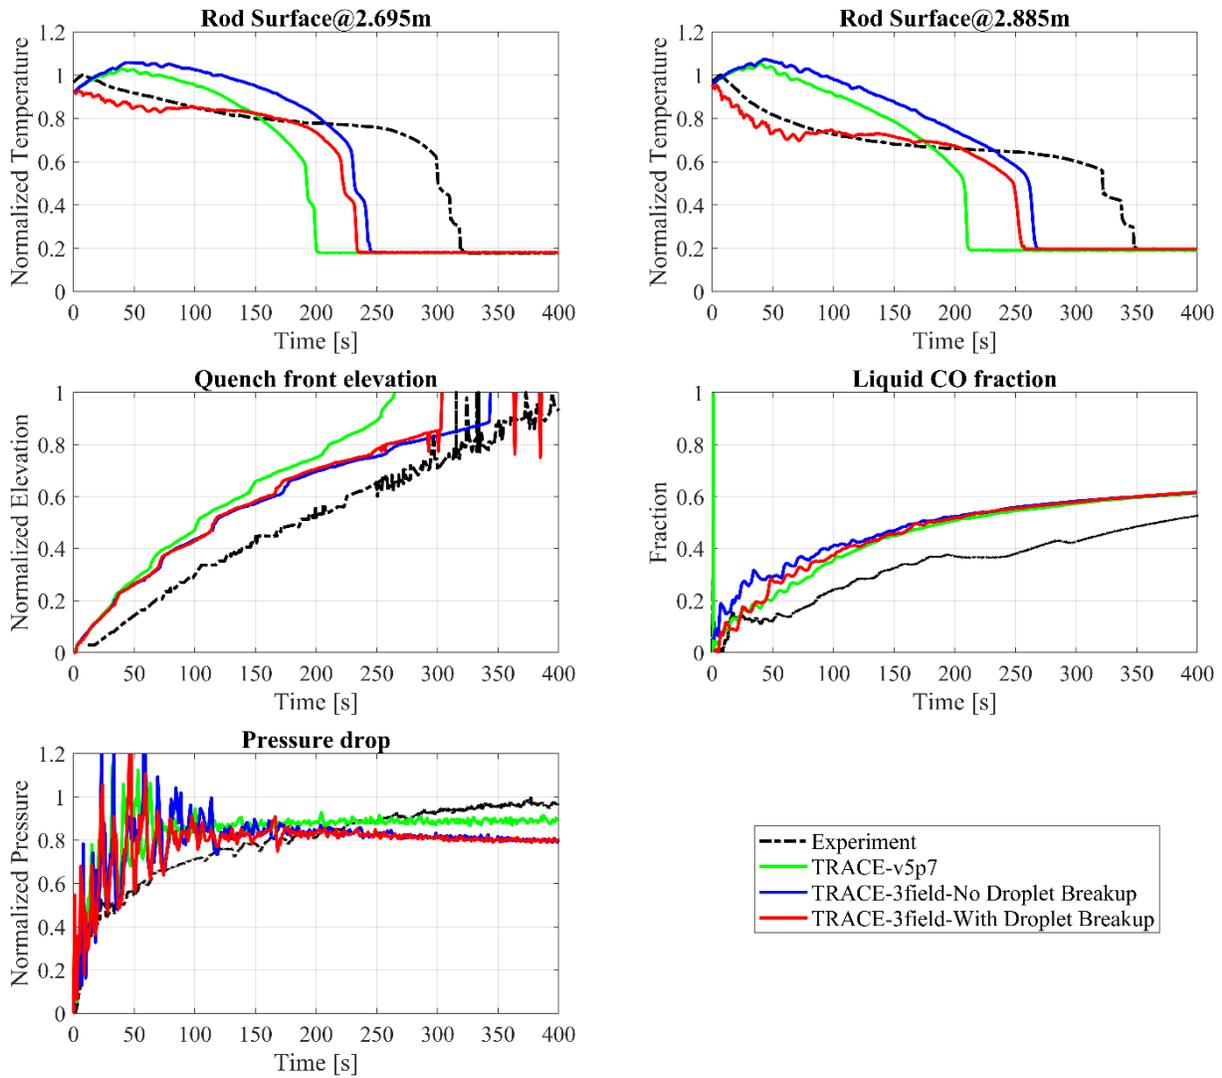 Rod Surface@2.695m
Normalized Temperature
1.2
1
0.8
0.6
0.4
0.2
0
0 50 100 150 200 250 300 350 400
Time [s]
Rod Surface@2.885m
Normalized Temperature
1.2
1
0.8
0.6
0.4
0.2
0
0 50 100 150 200 250 300 350 400
Time [s]
Quench front elevation
Normalized Elevation
1
0.8
0.6
0.4
0.2
0
0 50 100 150 200 250 300 350 400
Time [s]
Liquid CO fraction
Fraction
1
0.8
0.6
0.4
0.2
0
0 50 100 150 200 250 300 350 400
Time [s]
Pressure drop
Normalized Pressure
1.2
1
0.8
0.6
0.4
0.2
0
0 50 100 150 200 250 300 350 400
Time [s]
Experiment
TRACE-v5p7
TRACE-3field-No Droplet Breakup
TRACE-3field-With Droplet Breakup